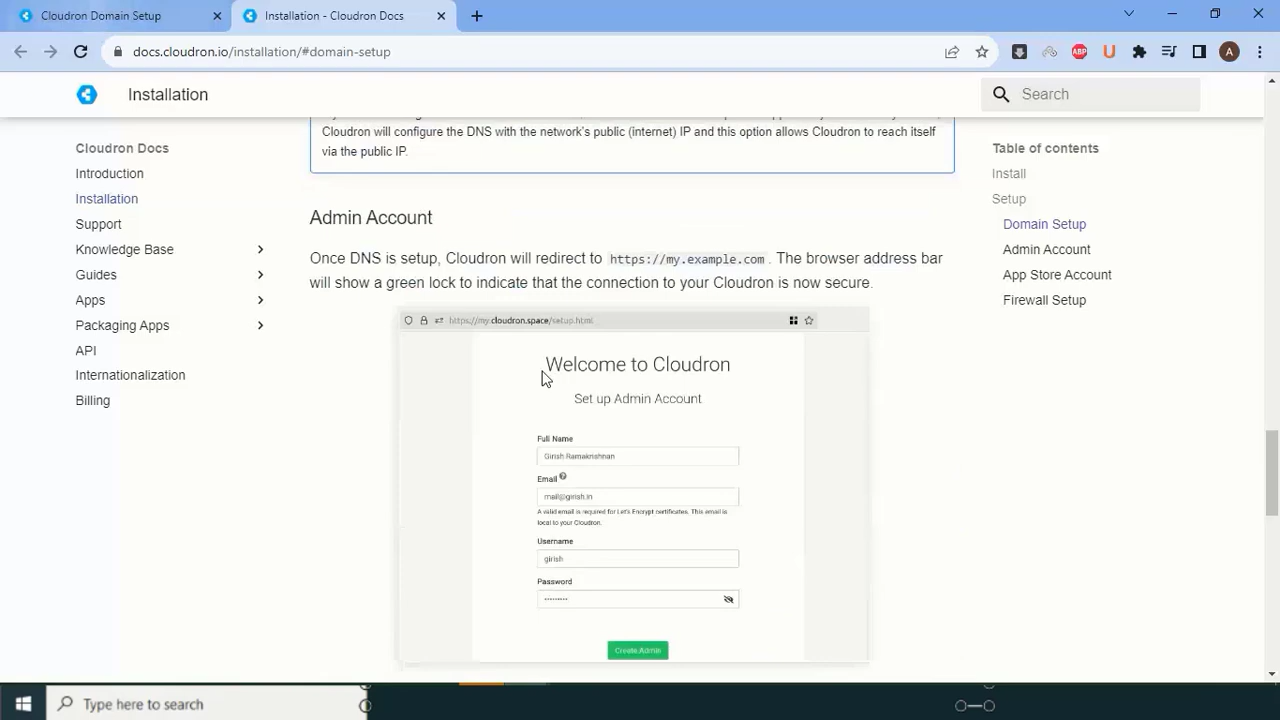 Cloudron Domain Setup
Installation - Cloudron Docs
docs.cloudron.io/installation/#domain-setup
ABP
A
Installation
Search
Cloudron Docs
Introduction
Installation
Support
Knowledge Base
Guides
Apps
Packaging Apps
API
Internationalization
Billing
Cloudron will configure the DNS with the network's public (internet) IP and this option allows Cloudron to reach itself
via the public IP.
Admin Account
Once DNS is setup, Cloudron will redirect to https://my.example.com . The browser address bar
will show a green lock to indicate that the connection to your Cloudron is now secure.
https://my.cloudron.space/setup.html
Welcome to Cloudron
Set up Admin Account
Full Name
Girish Ramakrishnan
Email
mail@girish.in
A valid email is required for Let's Encrypt certificates. This email is
local to your Cloudron.
Username
girish
Password
Create Admin
Table of contents
Install
Setup
Domain Setup
Admin Account
App Store Account
Firewall Setup
Type here to search